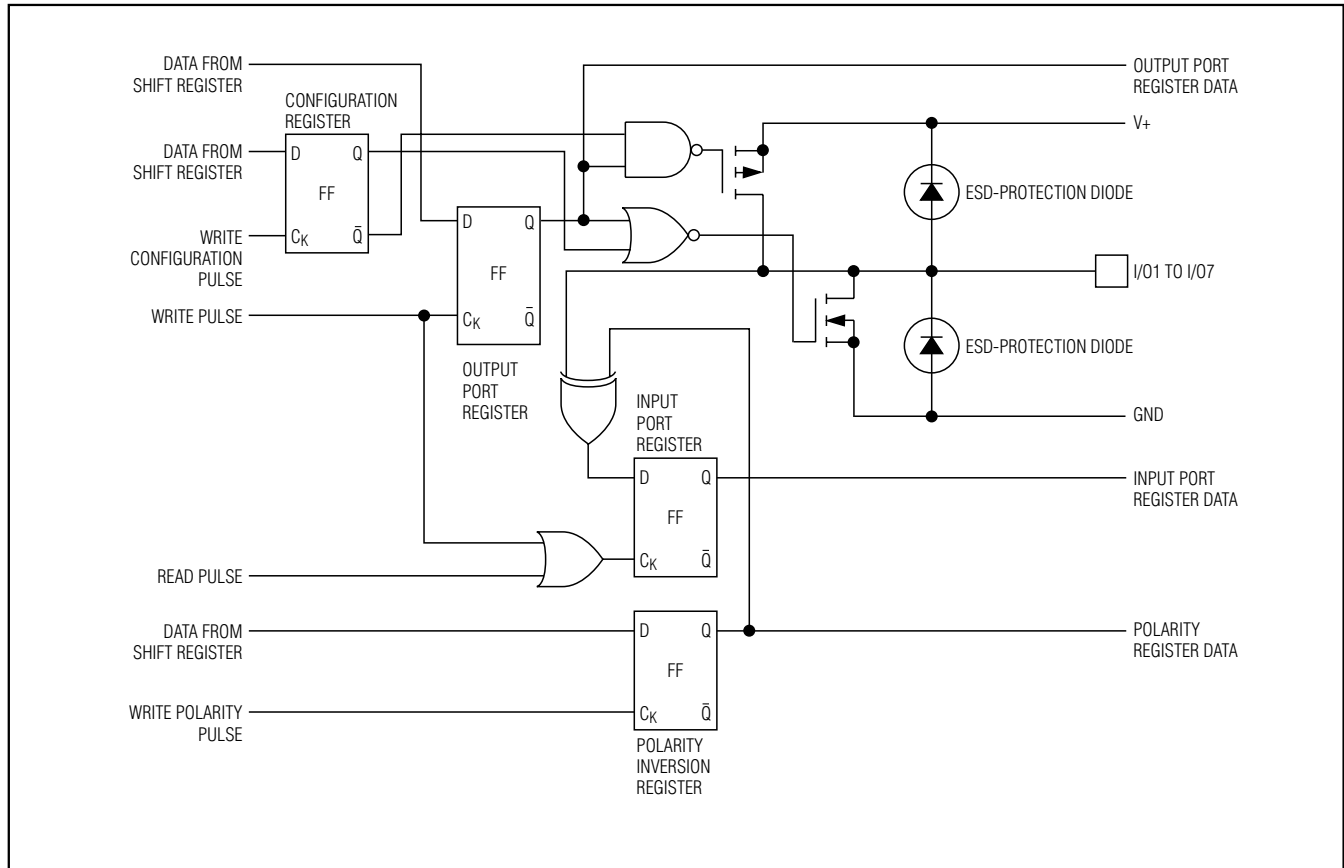 DATA FROM
SHIFT REGISTER
CONFIGURATION
REGISTER
DATA FROM
SHIFT REGISTER
D
Q
FF
CK
Q̄
WRITE
CONFIGURATION
PULSE
WRITE PULSE
D
Q
FF
CK
Q̄
OUTPUT
PORT
REGISTER
OUTPUT PORT
REGISTER DATA
V+
ESD-PROTECTION DIODE
I/O1 TO I/O7
ESD-PROTECTION DIODE
GND
INPUT
PORT
REGISTER
D
Q
FF
CK
Q̄
INPUT PORT
REGISTER DATA
READ PULSE
DATA FROM
SHIFT REGISTER
D
Q
FF
CK
Q̄
POLARITY
REGISTER DATA
WRITE POLARITY
PULSE
POLARITY
INVERSION
REGISTER